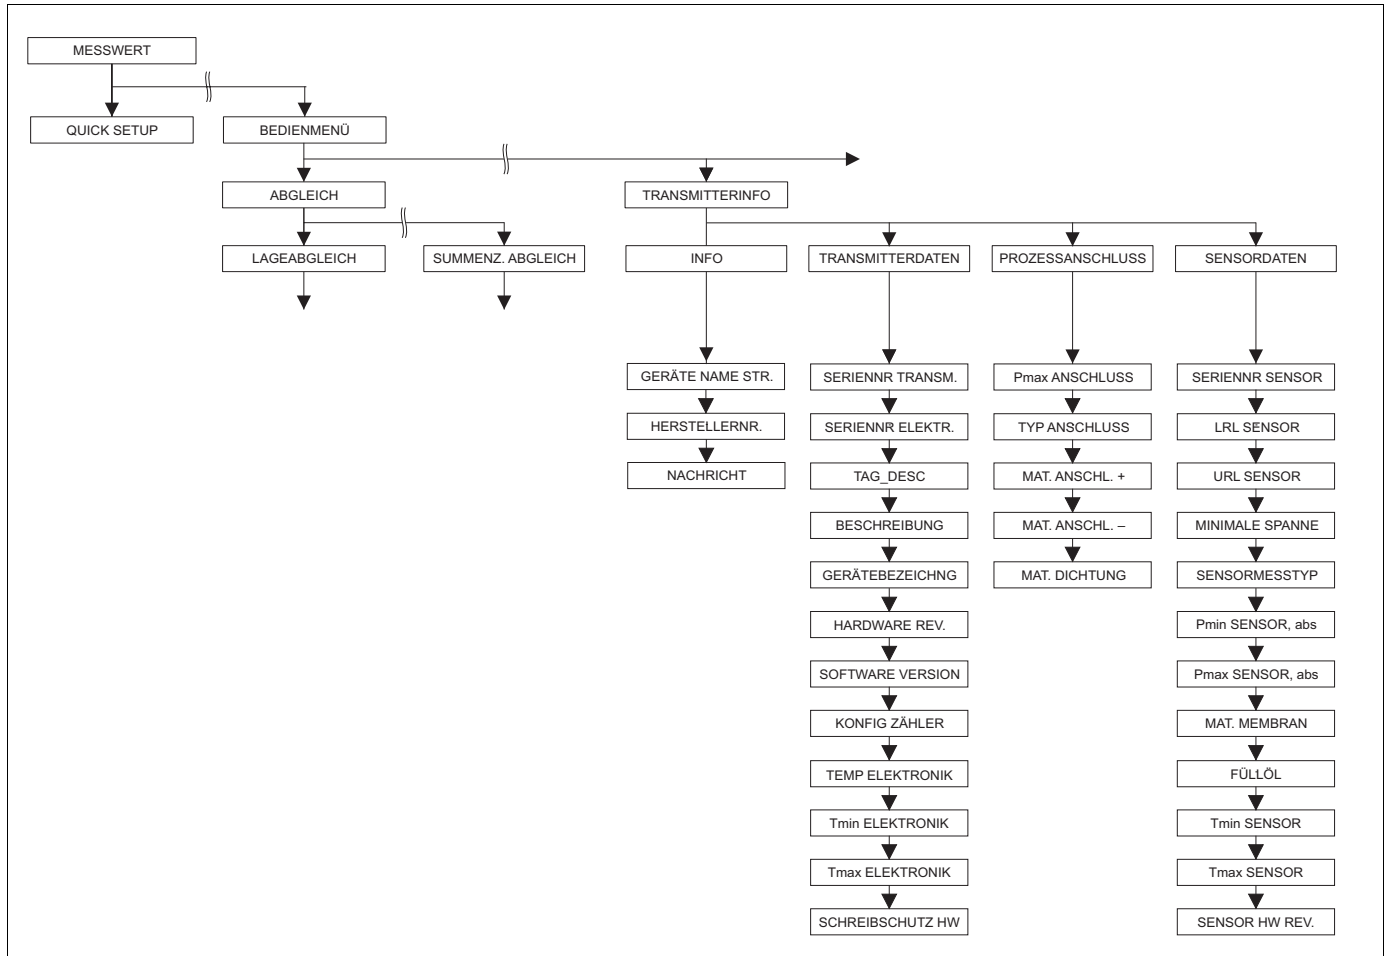 MESSWERT
QUICK SETUP
BEDIENMENÜ
ABGLEICH
TRANSMITTERINFO
LAGEABGLEICH
SUMMENZ. ABGLEICH
INFO
TRANSMITTERDATEN
PROZESSANSCHLUSS
SENSORDATEN
GERÄTE NAME STR.
HERSTELLERNR.
NACHRICHT
SERIENNR TRANSM.
SERIENNR ELEKTR.
TAG_DESC
BESCHREIBUNG
GERÄTEBEZEICHNG
HARDWARE REV.
SOFTWARE VERSION
KONFIG ZÄHLER
TEMP ELEKTRONIK
Tmin ELEKTRONIK
Tmax ELEKTRONIK
SCHREIBSCHUTZ HW
Pmax ANSCHLUSS
TYP ANSCHLUSS
MAT. ANSCHL. +
MAT. ANSCHL. –
MAT. DICHTUNG
SERIENNR SENSOR
LRL SENSOR
URL SENSOR
MINIMALE SPANNE
SENSORMESSTYP
Pmin SENSOR, abs
Pmax SENSOR, abs
MAT. MEMBRAN
FÜLLÖL
Tmin SENSOR
Tmax SENSOR
SENSOR HW REV.